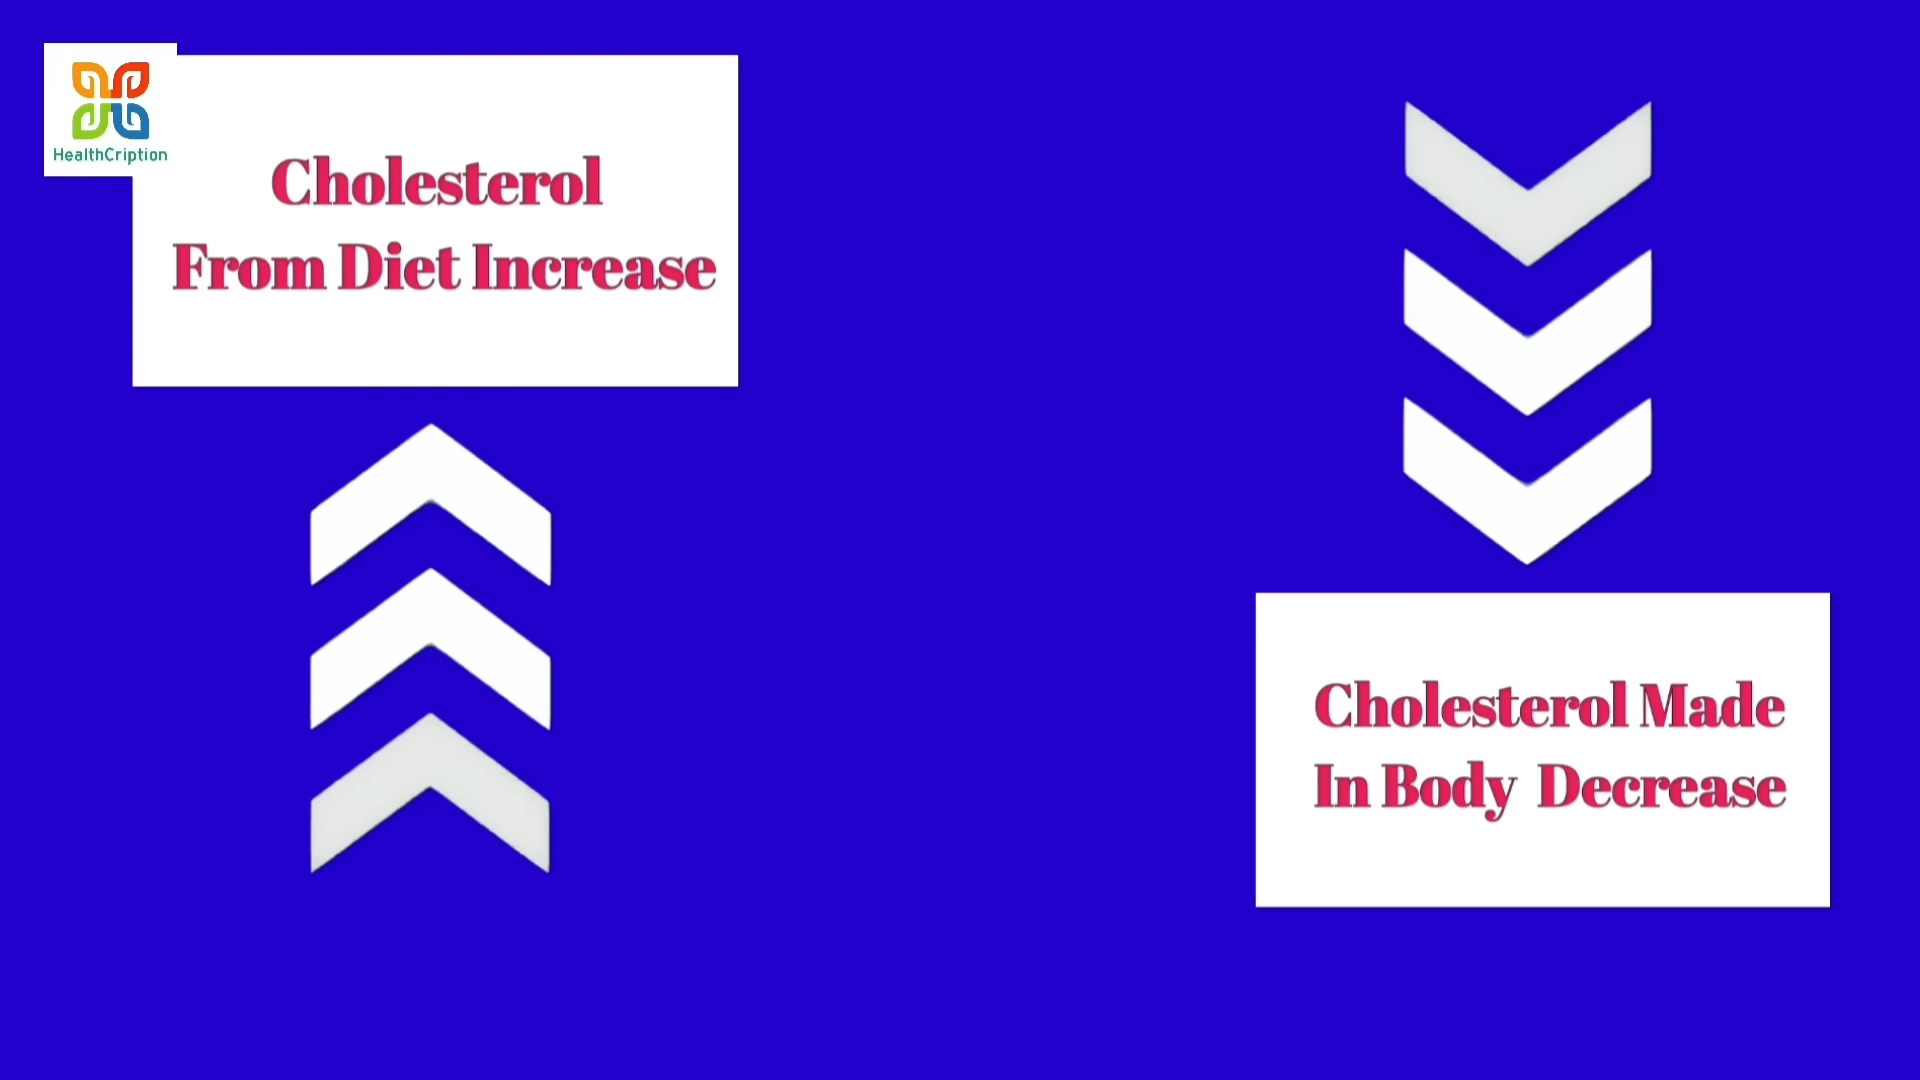 HealthCription
Cholesterol
From Diet Increase
Cholesterol Made
In Body Decrease